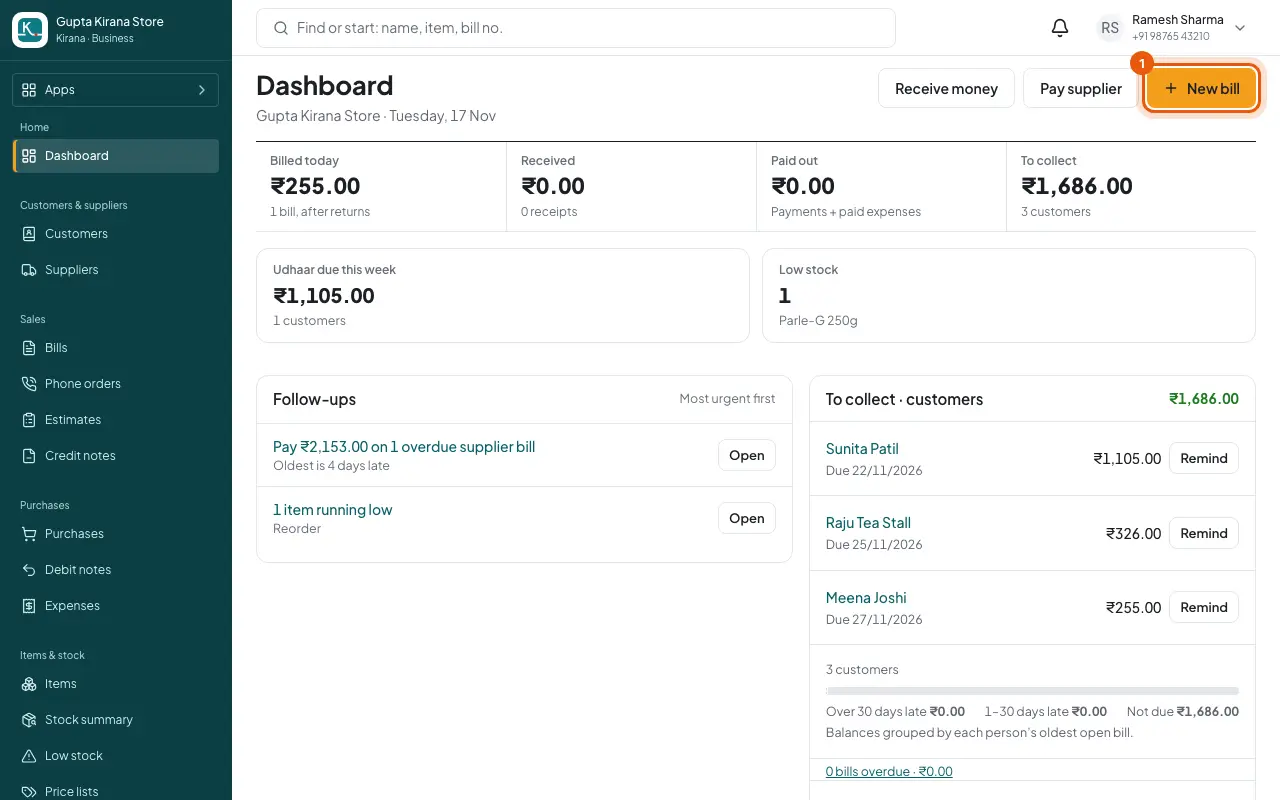 Gupta Kirana Store
Kirana · Business
Apps
Home
Dashboard
Customers & suppliers
Customers
Suppliers
Sales
Bills
Phone orders
Estimates
Credit notes
Purchases
Purchases
Debit notes
Expenses
Items & stock
Items
Stock summary
Low stock
Price lists
Find or start: name, item, bill no.
RS
Ramesh Sharma
+91 98765 43210
Dashboard
Gupta Kirana Store · Tuesday, 17 Nov
Receive money
Pay supplier
1
+ New bill
Billed today
₹255.00
1 bill, after returns
Received
₹0.00
0 receipts
Paid out
₹0.00
Payments + paid expenses
To collect
₹1,686.00
3 customers
Udhaar due this week
₹1,105.00
1 customers
Low stock
1
Parle-G 250g
Follow-ups
Most urgent first
Pay ₹2,153.00 on 1 overdue supplier bill
Oldest is 4 days late
Open
1 item running low
Reorder
Open
To collect · customers
₹1,686.00
Sunita Patil
Due 22/11/2026
₹1,105.00
Remind
Raju Tea Stall
Due 25/11/2026
₹326.00
Remind
Meena Joshi
Due 27/11/2026
₹255.00
Remind
3 customers
Over 30 days late ₹0.00
1–30 days late ₹0.00
Not due ₹1,686.00
Balances grouped by each person's oldest open bill.
0 bills overdue · ₹0.00